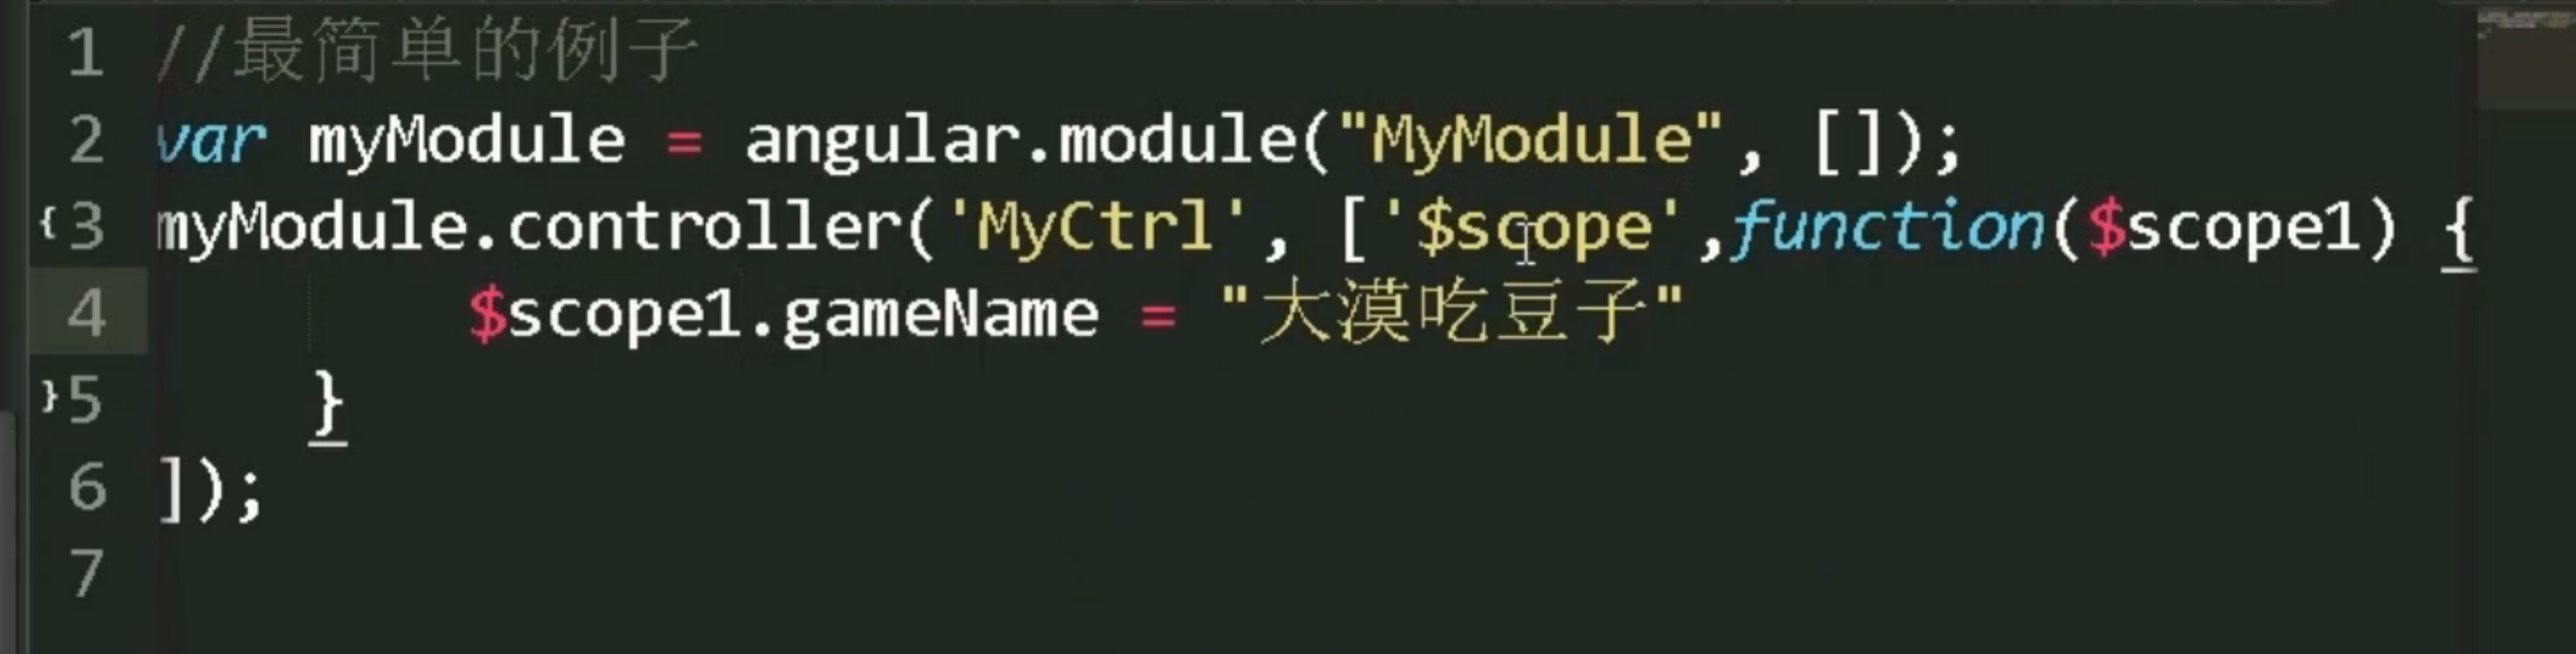 1 //最简单的例子
2 var myModule = angular.module("MyModule", []);
{3 myModule.controller('MyCtrl', ['$scope',function($scope1) {
4 $scope1.gameName = "大漠吃豆子"
}5 }
6 ]);
7